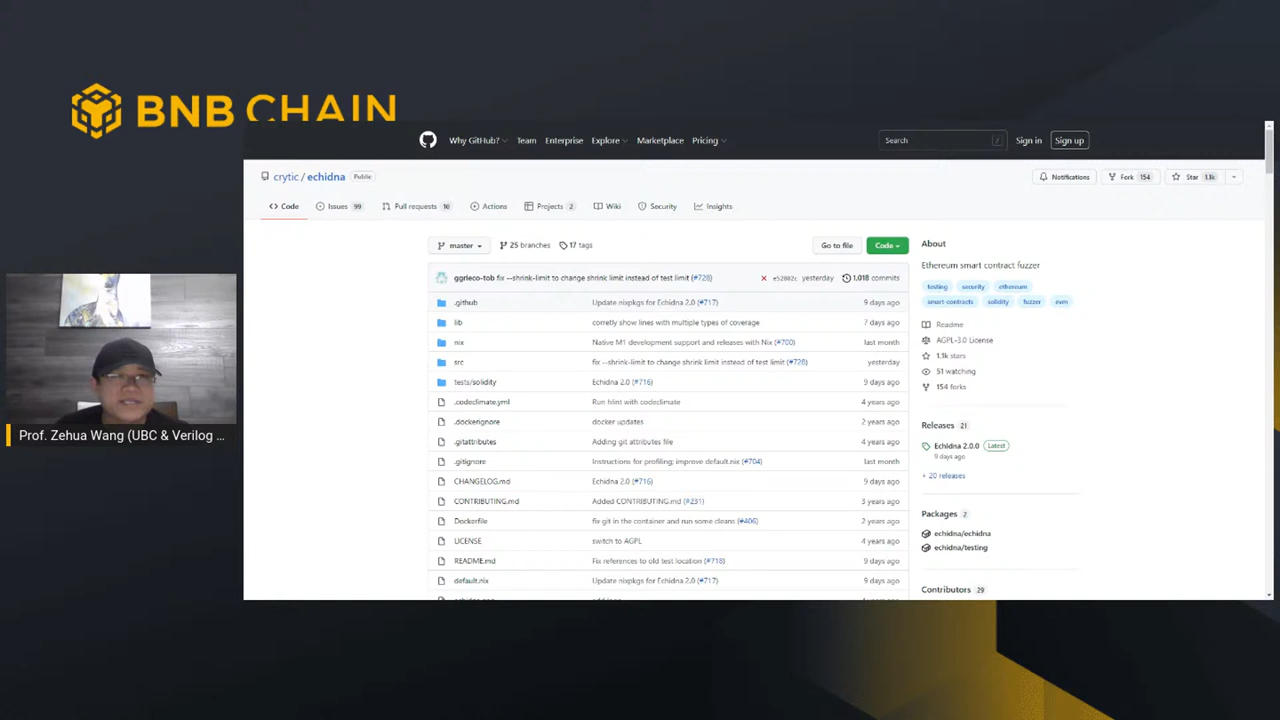 BNB CHAIN
Why GitHub? Team Enterprise Explore Marketplace Pricing Search / Sign in Sign up
crytic / echidna Public Notifications Fork 154 Star 1.1k
Code Issues 99 Pull requests 10 Actions Projects 2 Wiki Security Insights
master 25 branches 17 tags Go to file Code
ggrieco-tob fix --shrink-limit to change shrink limit instead of test limit (#728) e52802c yesterday 1,018 commits
.github Update nixpkgs for Echidna 2.0 (#717) 9 days ago
lib corretly show lines with multiple types of coverage 7 days ago
nix Native M1 development support and releases with Nix (#700) last month
src fix --shrink-limit to change shrink limit instead of test limit (#728) yesterday
tests/solidity Echidna 2.0 (#716) 9 days ago
.codeclimate.yml Run hlint with codeclimate 4 years ago
.dockerignore docker updates 2 years ago
.gitattributes Adding git attributes file 4 years ago
.gitignore Instructions for profiling; improve default.nix (#704) last month
CHANGELOG.md Echidna 2.0 (#716) 9 days ago
CONTRIBUTING.md Added CONTRIBUTING.md (#231) 3 years ago
Dockerfile fix git in the container and run some cleans (#406) 2 years ago
LICENSE switch to AGPL 4 years ago
README.md Fix references to old test location (#718) 9 days ago
default.nix Update nixpkgs for Echidna 2.0 (#717) 9 days ago
About
Ethereum smart contract fuzzer
testing security ethereum
smart-contracts solidity fuzzer evm
Readme
AGPL-3.0 License
1.1k stars
51 watching
154 forks
Releases 21
Echidna 2.0.0 Latest
9 days ago
+ 20 releases
Packages 2
echidna/echidna
echidna/testing
Contributors 29
Prof. Zehua Wang (UBC & Verilog ...